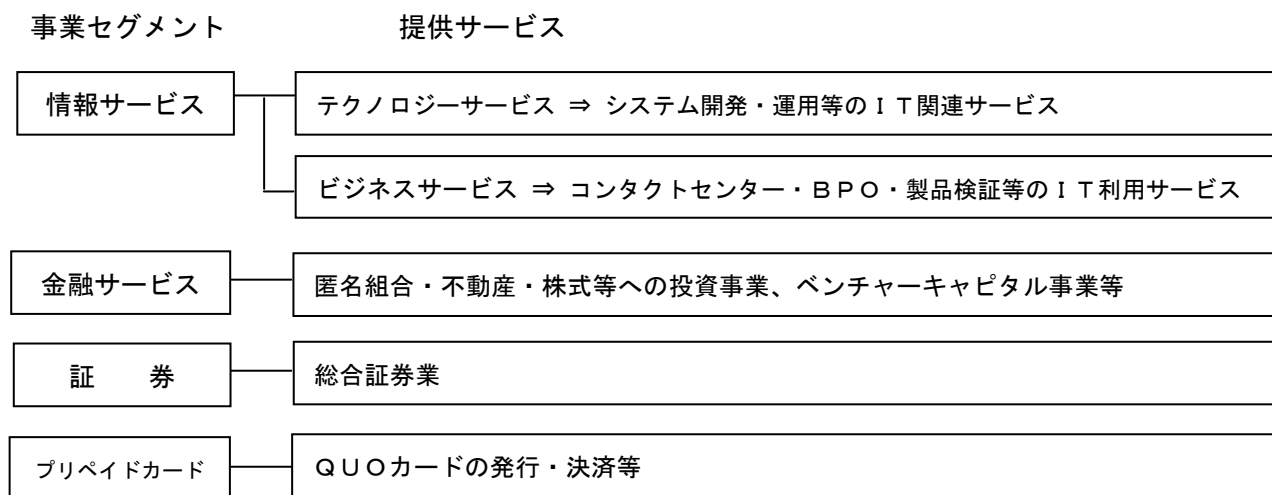 事業セグメント 提供サービス
情報サービス テクノロジーサービス ⇒ システム開発・運用等のＩＴ関連サービス
ビジネスサービス ⇒ コンタクトセンター・ＢＰＯ・製品検証等のＩＴ利用サービス
金融サービス 匿名組合・不動産・株式等への投資事業、ベンチャーキャピタル事業等
証　　券 総合証券業
プリペイドカード ＱＵＯカードの発行・決済等